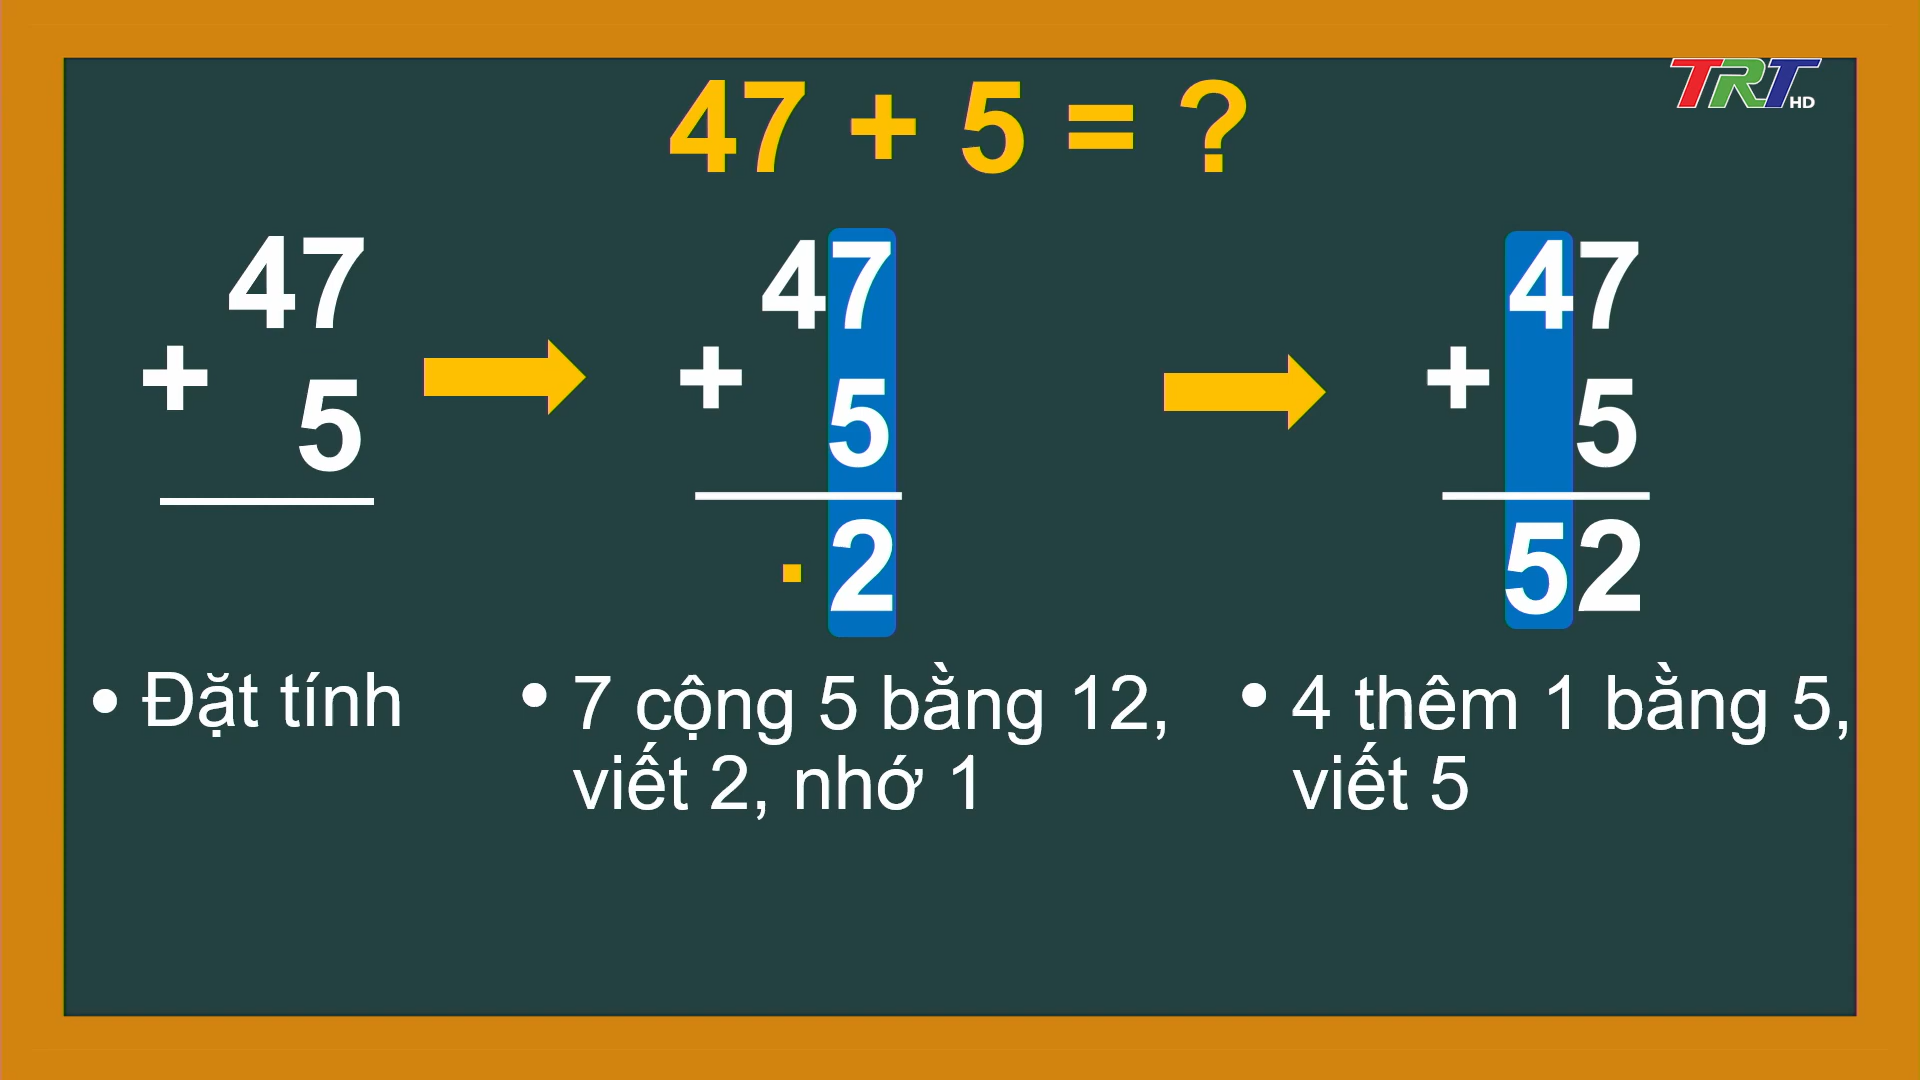 47 + 5 = ?
TRT HD
47
+
5
47
+
5
2
47
+
5
52
• Đặt tính
• 7 cộng 5 bằng 12,
viết 2, nhớ 1
• 4 thêm 1 bằng 5,
viết 5